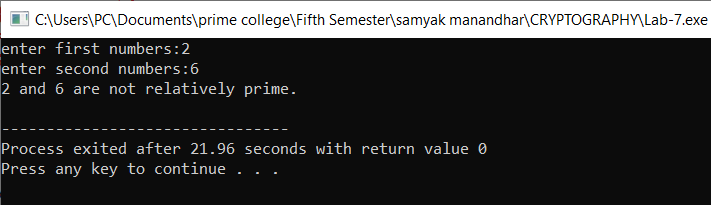 C:\Users\PC\Documents\prime college\Fifth Semester\samyak manandhar\CRYPTOGRAPHY\Lab-7.exe
enter first numbers:2
enter second numbers:6
2 and 6 are not relatively prime.
--------------------------------
Process exited after 21.96 seconds with return value 0
Press any key to continue . . .